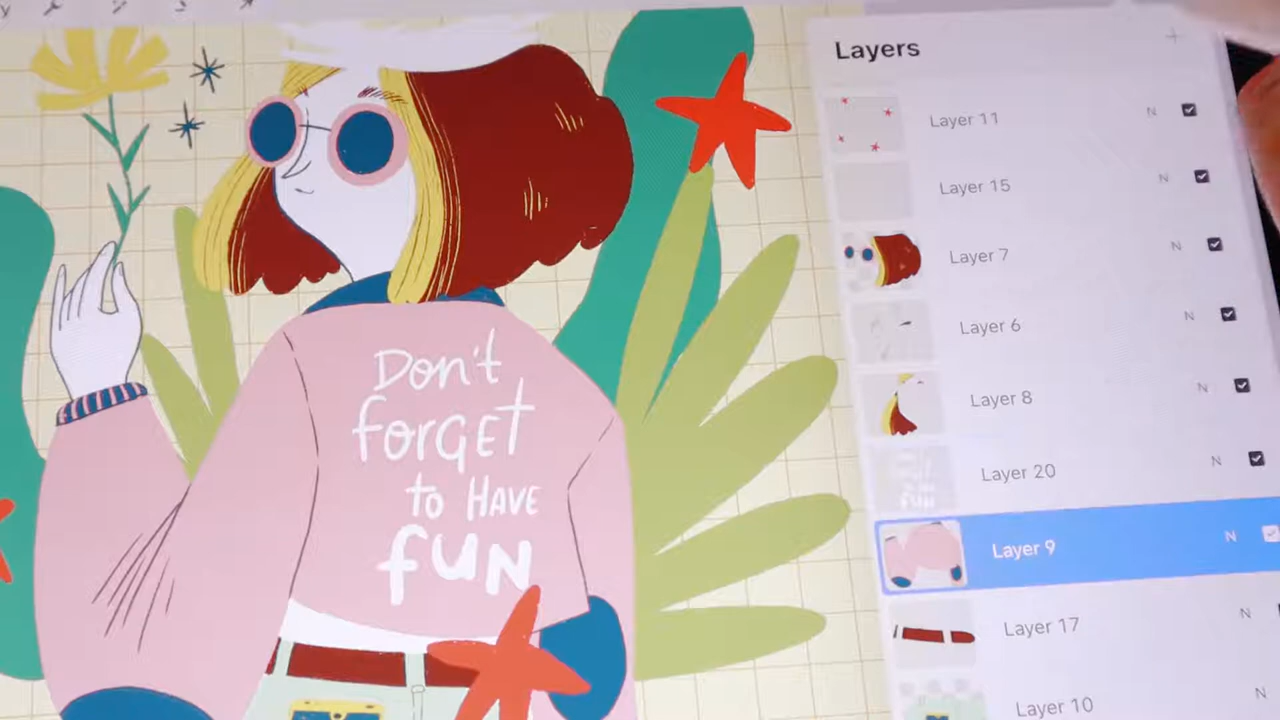 Layers
Layer 11 N
Layer 15 N
Layer 7 N
Layer 6 N
Layer 8 N
Layer 20 N
Layer 9 N
Layer 17 N
Layer 10 N
Don't
forget
to Have
fun